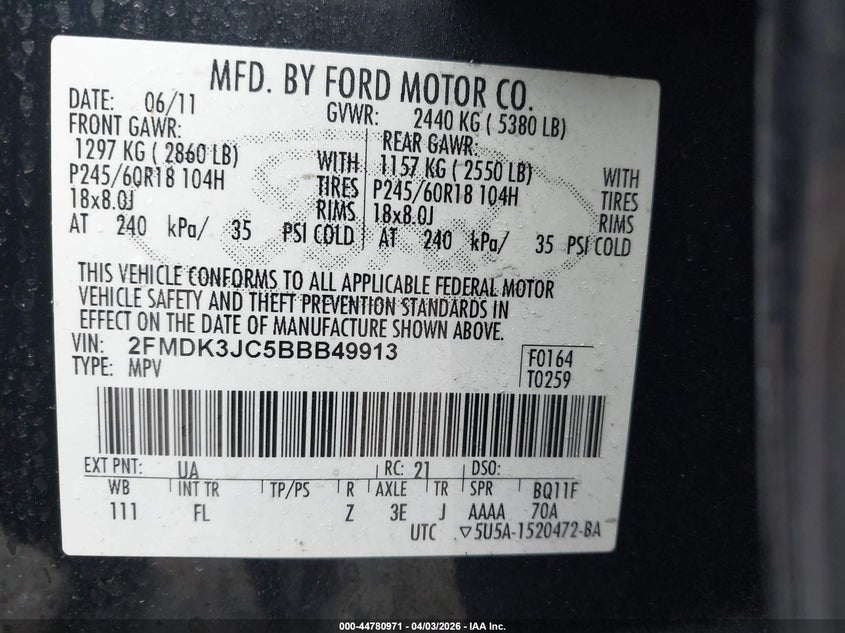 MFD. BY FORD MOTOR CO.
DATE: 06/11
GVWR: 2440 KG ( 5380 LB)
FRONT GAWR:
1297 KG ( 2860 LB) WITH
P245/60R18 104H TIRES
18x8.0J RIMS
AT 240 kPa/ 35 PSI COLD
REAR GAWR:
1157 KG ( 2550 LB) WITH
P245/60R18 104H TIRES
18x8.0J RIMS
AT 240 kPa/ 35 PSI COLD
THIS VEHICLE CONFORMS TO ALL APPLICABLE FEDERAL MOTOR
VEHICLE SAFETY AND THEFT PREVENTION STANDARDS IN
EFFECT ON THE DATE OF MANUFACTURE SHOWN ABOVE.
VIN: 2FMDK3JC5BBB49913
TYPE: MPV
F0164
T0259
EXT PNT: UA RC: 21 DSO:
WB INT TR TP/PS R AXLE TR SPR BQ11F
111 FL Z 3E J AAAA 70A
UTC ▽5U5A-1520472-BA
000-44780971 - 04/03/2026 - IAA Inc.